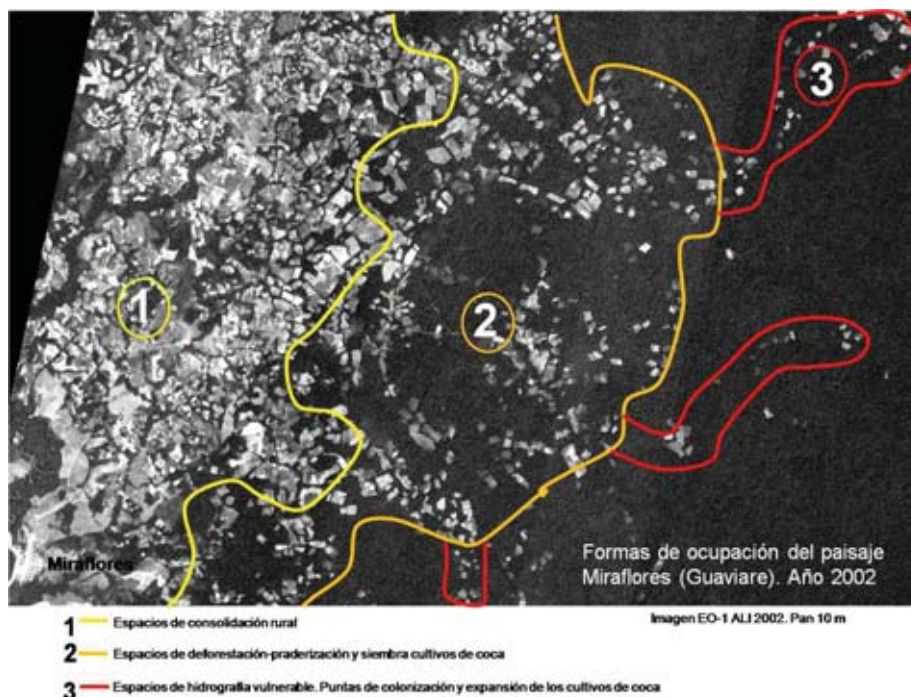 3
1
2
Miraflores
Formas de ocupación del paisaje
Miraflores (Guaviare). Año 2002
Imagen EO-1 ALI 2002. Pan 10 m
1 Espacios de consolidación rural
2 Espacios de deforestación-praderización y siembra cultivos de coca
3 Espacios de hidrografía vulnerable. Puntas de colonización y expansión de los cultivos de coca